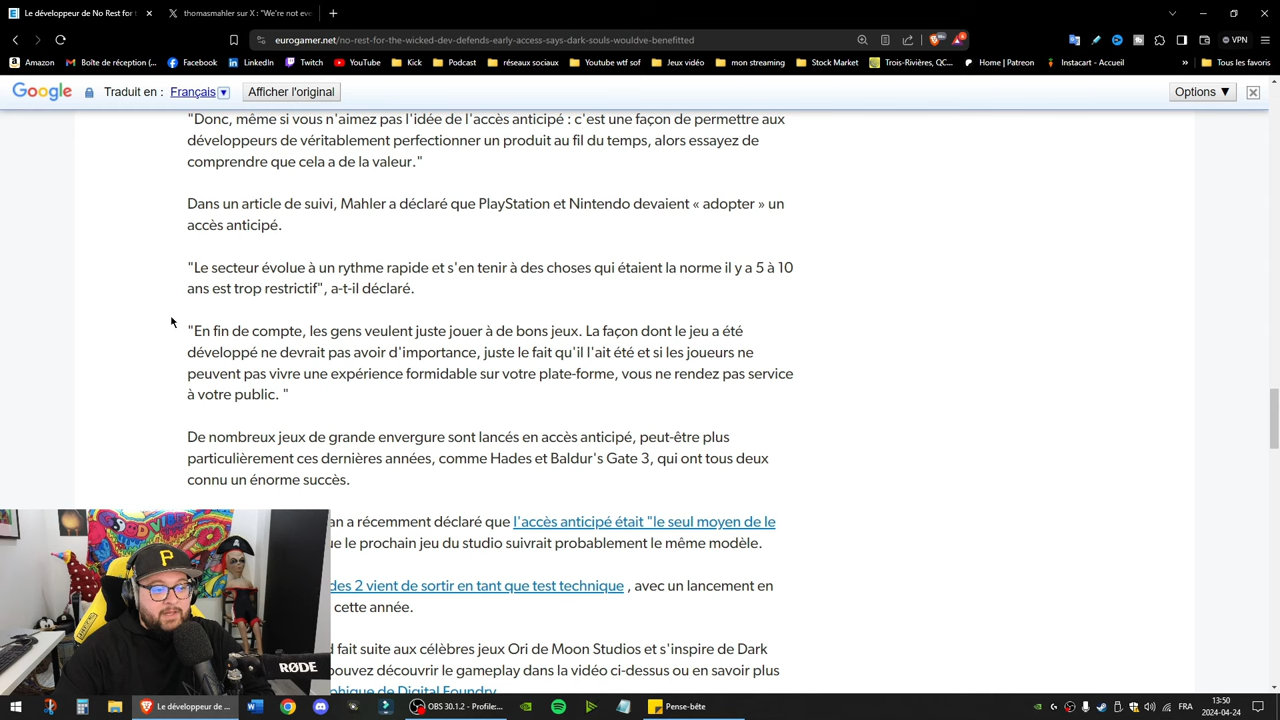 Le développeur de No Rest for t
thomasmahler sur X : "We're not eve
eurogamer.net/no-rest-for-the-wicked-dev-defends-early-access-says-dark-souls-wouldve-benefitted
VPN
Amazon
Boîte de réception (...
Facebook
LinkedIn
Twitch
YouTube
Kick
Podcast
réseaux sociaux
Youtube wtf sof
Jeux vidéo
mon streaming
Stock Market
Trois-Rivières, QC...
Home | Patreon
Instacart - Accueil
»
Tous les favoris
Google
Traduit en :
Français
Afficher l'original
Options ▼
"Donc, même si vous n'aimez pas l'idée de l'accès anticipé : c'est une façon de permettre aux
développeurs de véritablement perfectionner un produit au fil du temps, alors essayez de
comprendre que cela a de la valeur."
Dans un article de suivi, Mahler a déclaré que PlayStation et Nintendo devaient « adopter » un
accès anticipé.
"Le secteur évolue à un rythme rapide et s'en tenir à des choses qui étaient la norme il y a 5 à 10
ans est trop restrictif", a-t-il déclaré.
"En fin de compte, les gens veulent juste jouer à de bons jeux. La façon dont le jeu a été
développé ne devrait pas avoir d'importance, juste le fait qu'il l'ait été et si les joueurs ne
peuvent pas vivre une expérience formidable sur votre plate-forme, vous ne rendez pas service
à votre public. "
De nombreux jeux de grande envergure sont lancés en accès anticipé, peut-être plus
particulièrement ces dernières années, comme Hades et Baldur's Gate 3, qui ont tous deux
connu un énorme succès.
an a récemment déclaré que l'accès anticipé était "le seul moyen de le
ue le prochain jeu du studio suivrait probablement le même modèle.
des 2 vient de sortir en tant que test technique , avec un lancement en
cette année.
d fait suite aux célèbres jeux Ori de Moon Studios et s'inspire de Dark
pouvez découvrir le gameplay dans la vidéo ci-dessus ou en savoir plus
phique de Digital Foundry
GOOD VIBES
P
RØDE
Le développeur de ...
OBS 30.1.2 - Profile:...
Pense-bête
FRA
13:50
2024-04-24